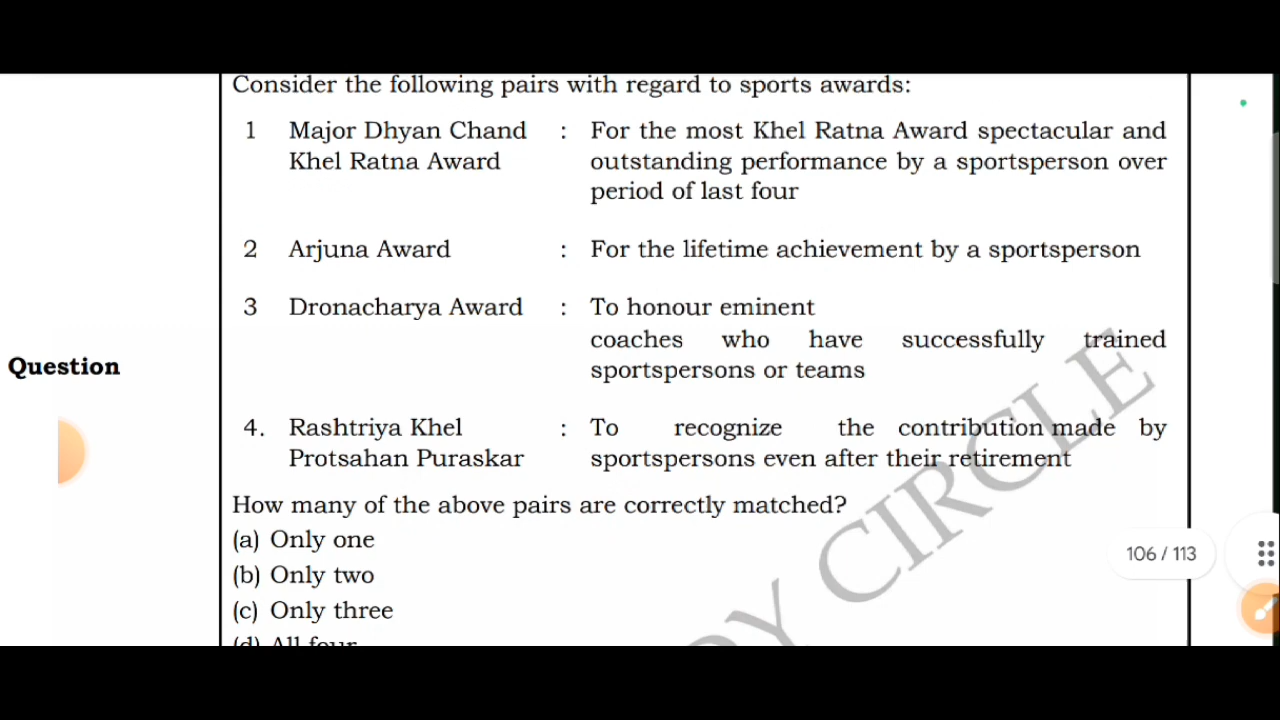 Consider the following pairs with regard to sports awards:
1 Major Dhyan Chand : For the most Khel Ratna Award spectacular and
Khel Ratna Award outstanding performance by a sportsperson over
period of last four
2 Arjuna Award : For the lifetime achievement by a sportsperson
3 Dronacharya Award : To honour eminent
coaches who have successfully trained
sportspersons or teams
Question
4. Rashtriya Khel : To recognize the contribution made by
Protsahan Puraskar sportspersons even after their retirement
How many of the above pairs are correctly matched?
(a) Only one
(b) Only two
(c) Only three
(d) All four
106 / 113
CIRCLE